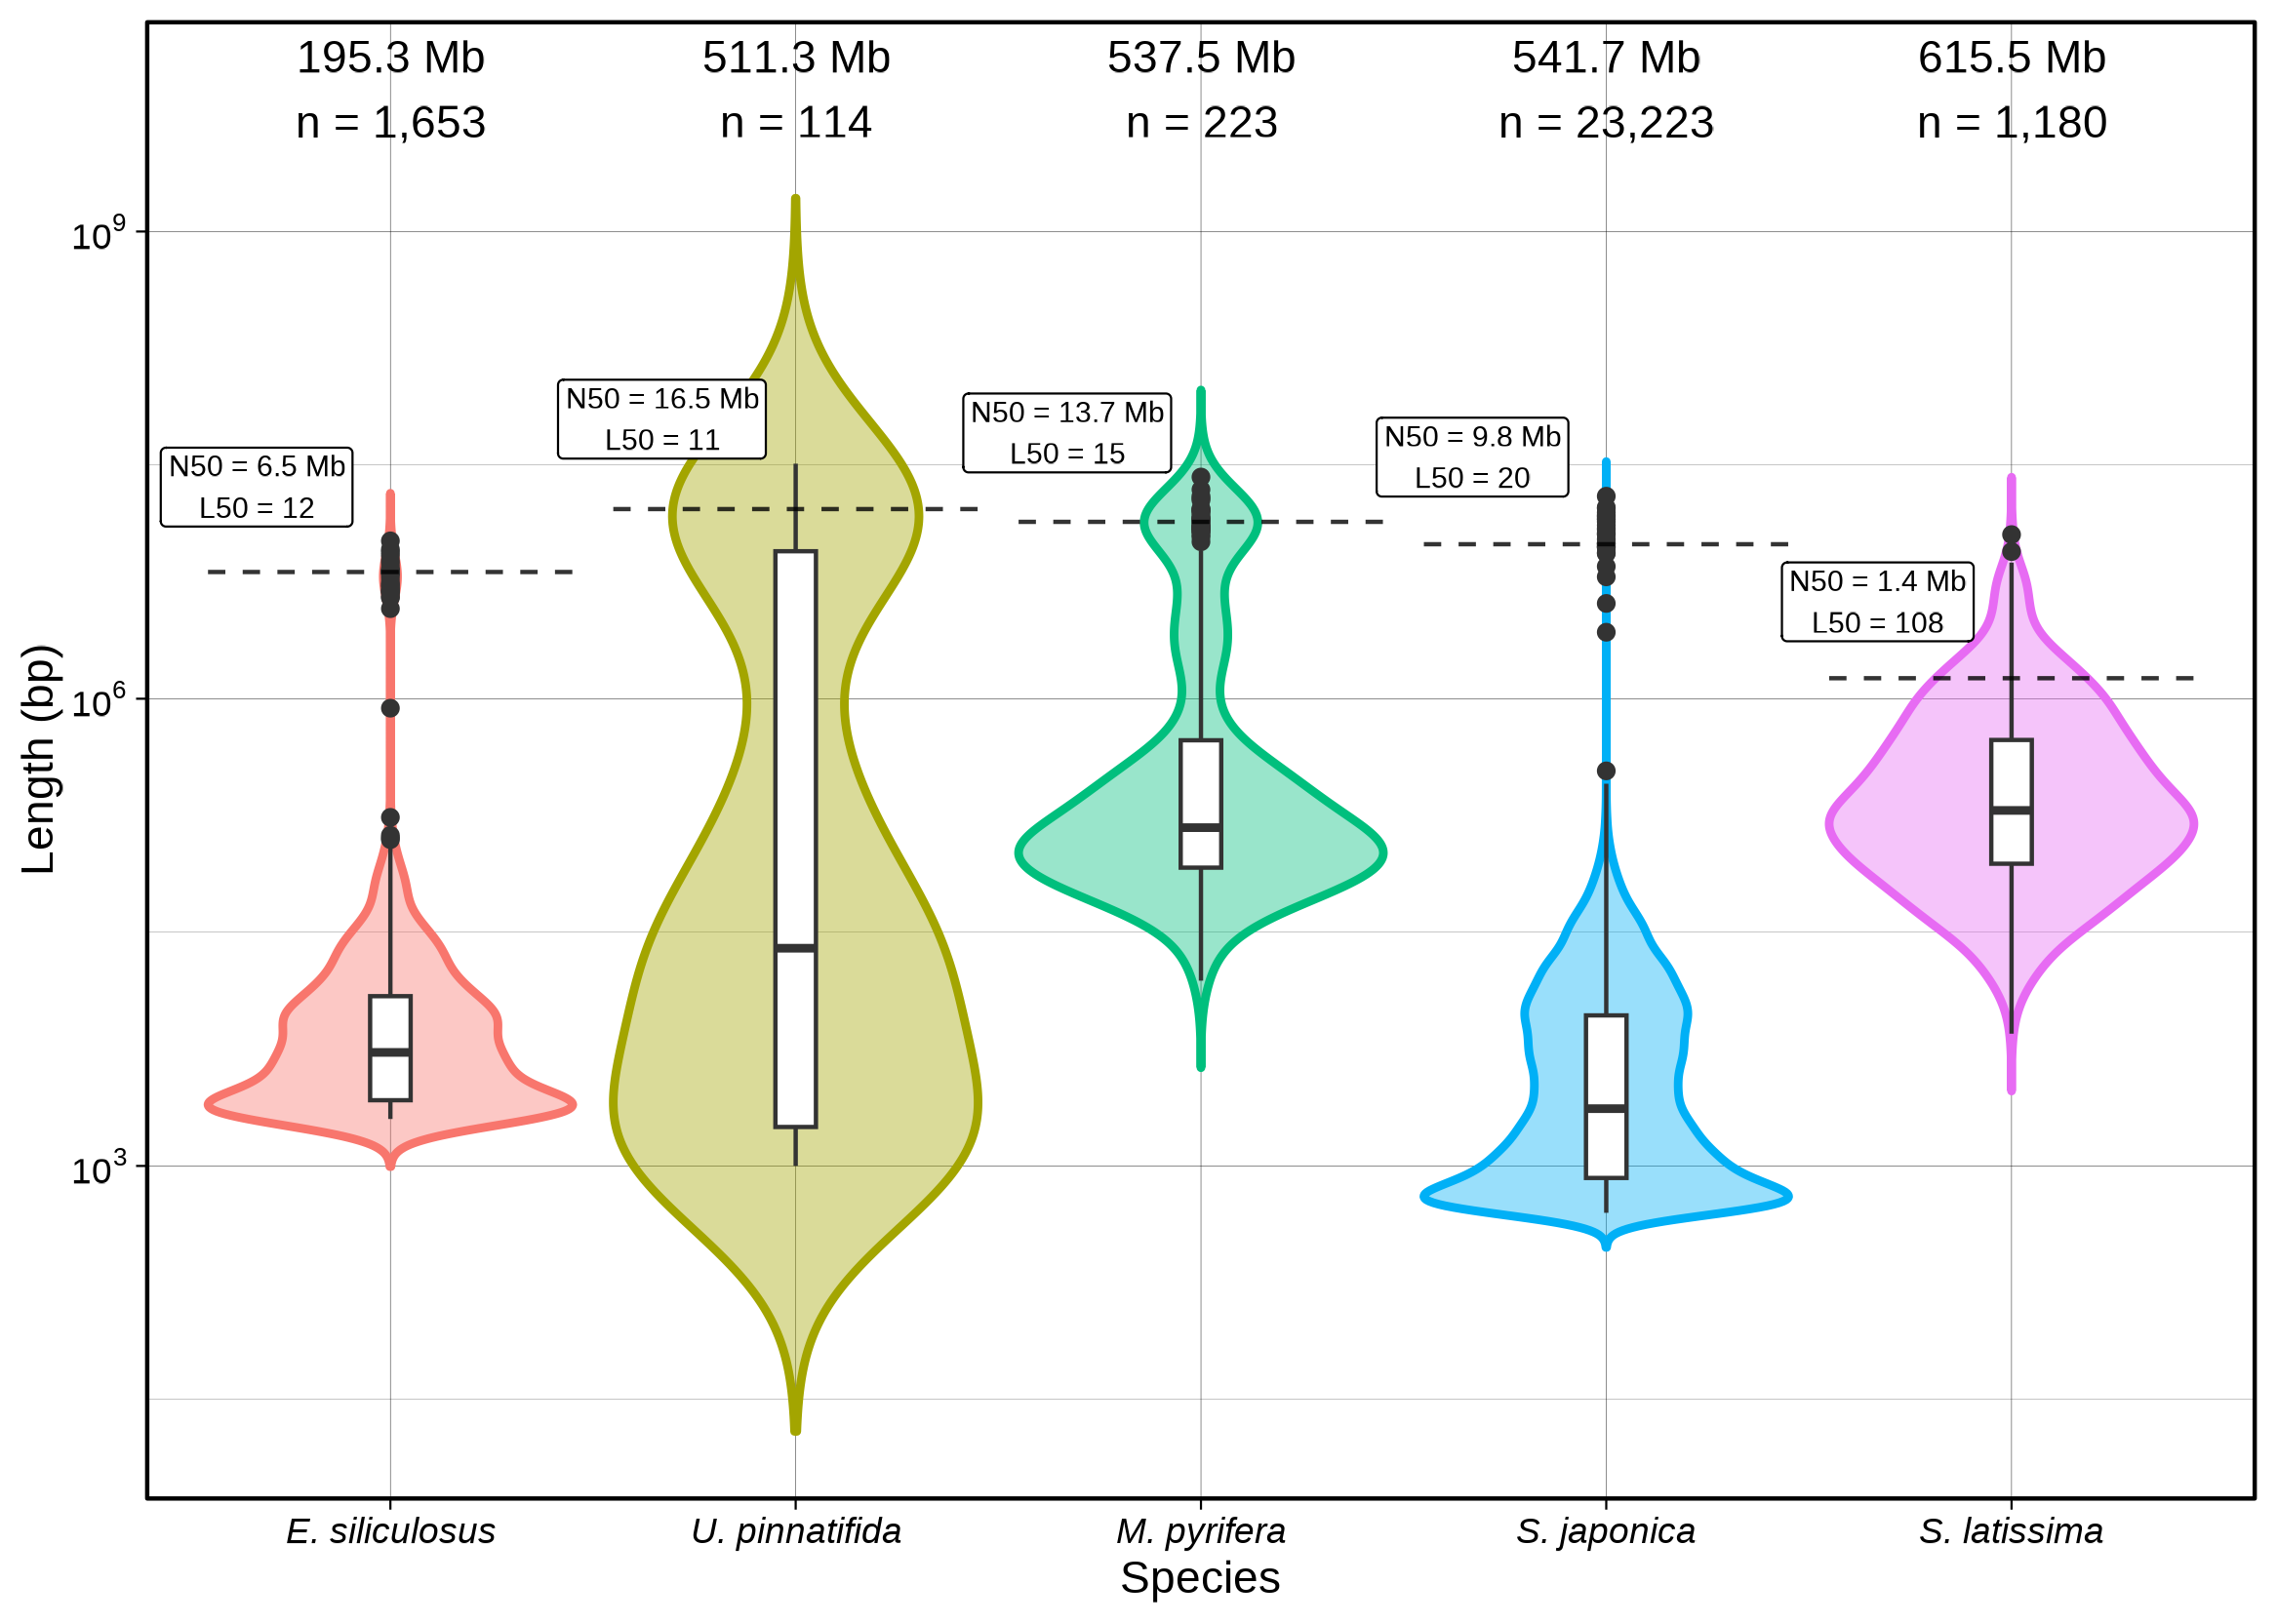 195.3 Mb
n = 1,653
511.3 Mb
n = 114
537.5 Mb
n = 223
541.7 Mb
n = 23,223
615.5 Mb
n = 1,180
Length (bp)
10⁹
10⁶
10³
N50 = 6.5 Mb
L50 = 12
N50 = 16.5 Mb
L50 = 11
N50 = 13.7 Mb
L50 = 15
N50 = 9.8 Mb
L50 = 20
N50 = 1.4 Mb
L50 = 108
E. siliculosus
U. pinnatifida
M. pyrifera
S. japonica
S. latissima
Species